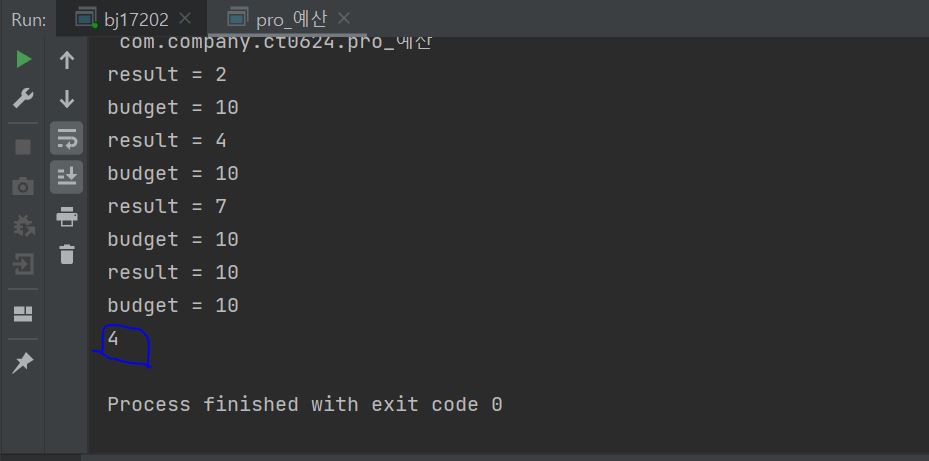 Run: bj17202 pro_예산
com.company.ct0624.pro_예산
result = 2
budget = 10
result = 4
budget = 10
result = 7
budget = 10
result = 10
budget = 10
4
Process finished with exit code 0